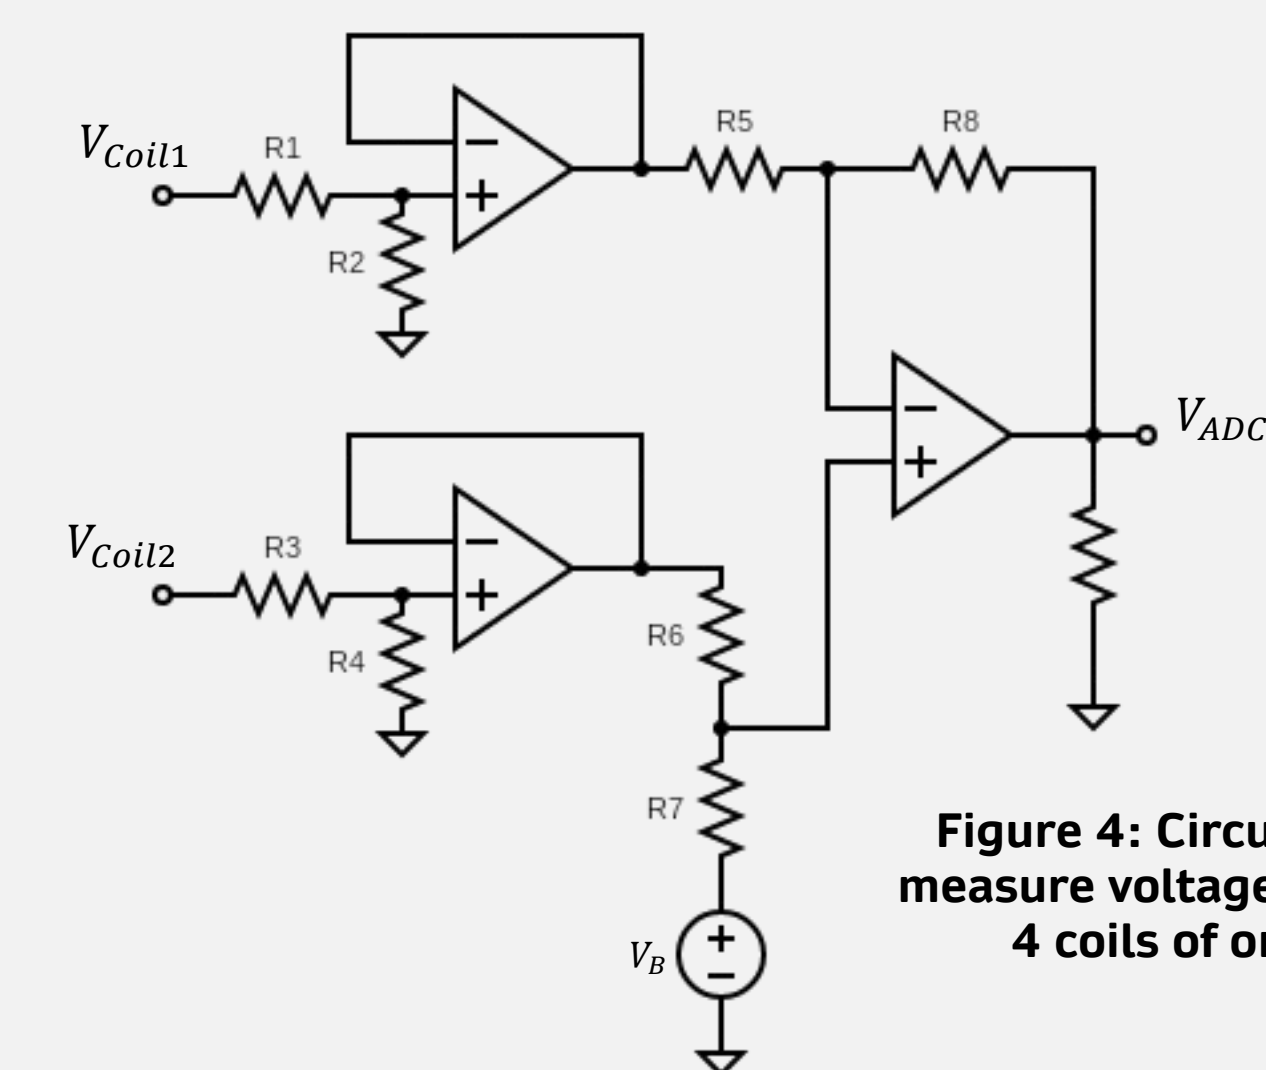 V_Coil1
R1
R2
R5
R8
−
+
−
+
V_ADC
V_Coil2
R3
R4
−
+
R6
R7
V_B
+
−
Figure 4: Circu
measure voltage
4 coils of o